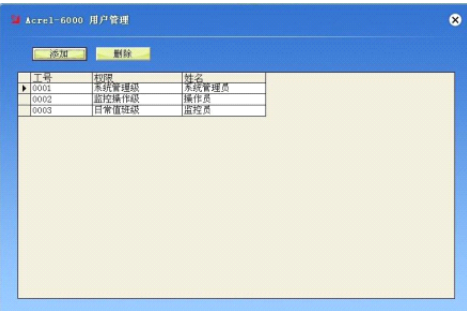 Acrel-6000 用户管理
添加 删除
工号 权限 姓名
0001 系统管理级 系统管理员
0002 监控操作级 操作员
0003 日常值班级 监控员